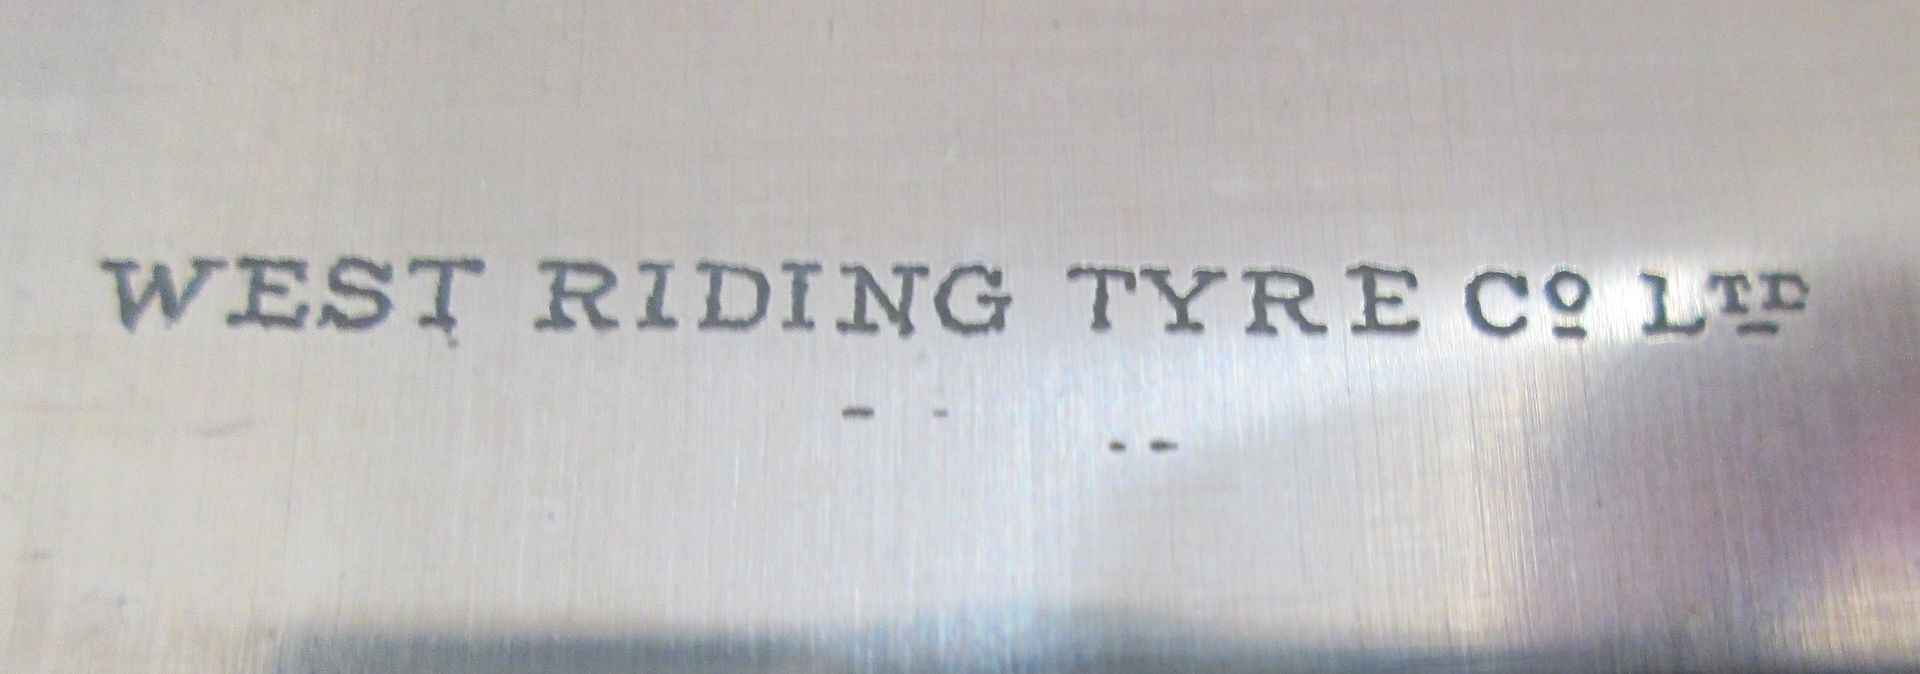 WEST RIDING TYRE Cº LTD